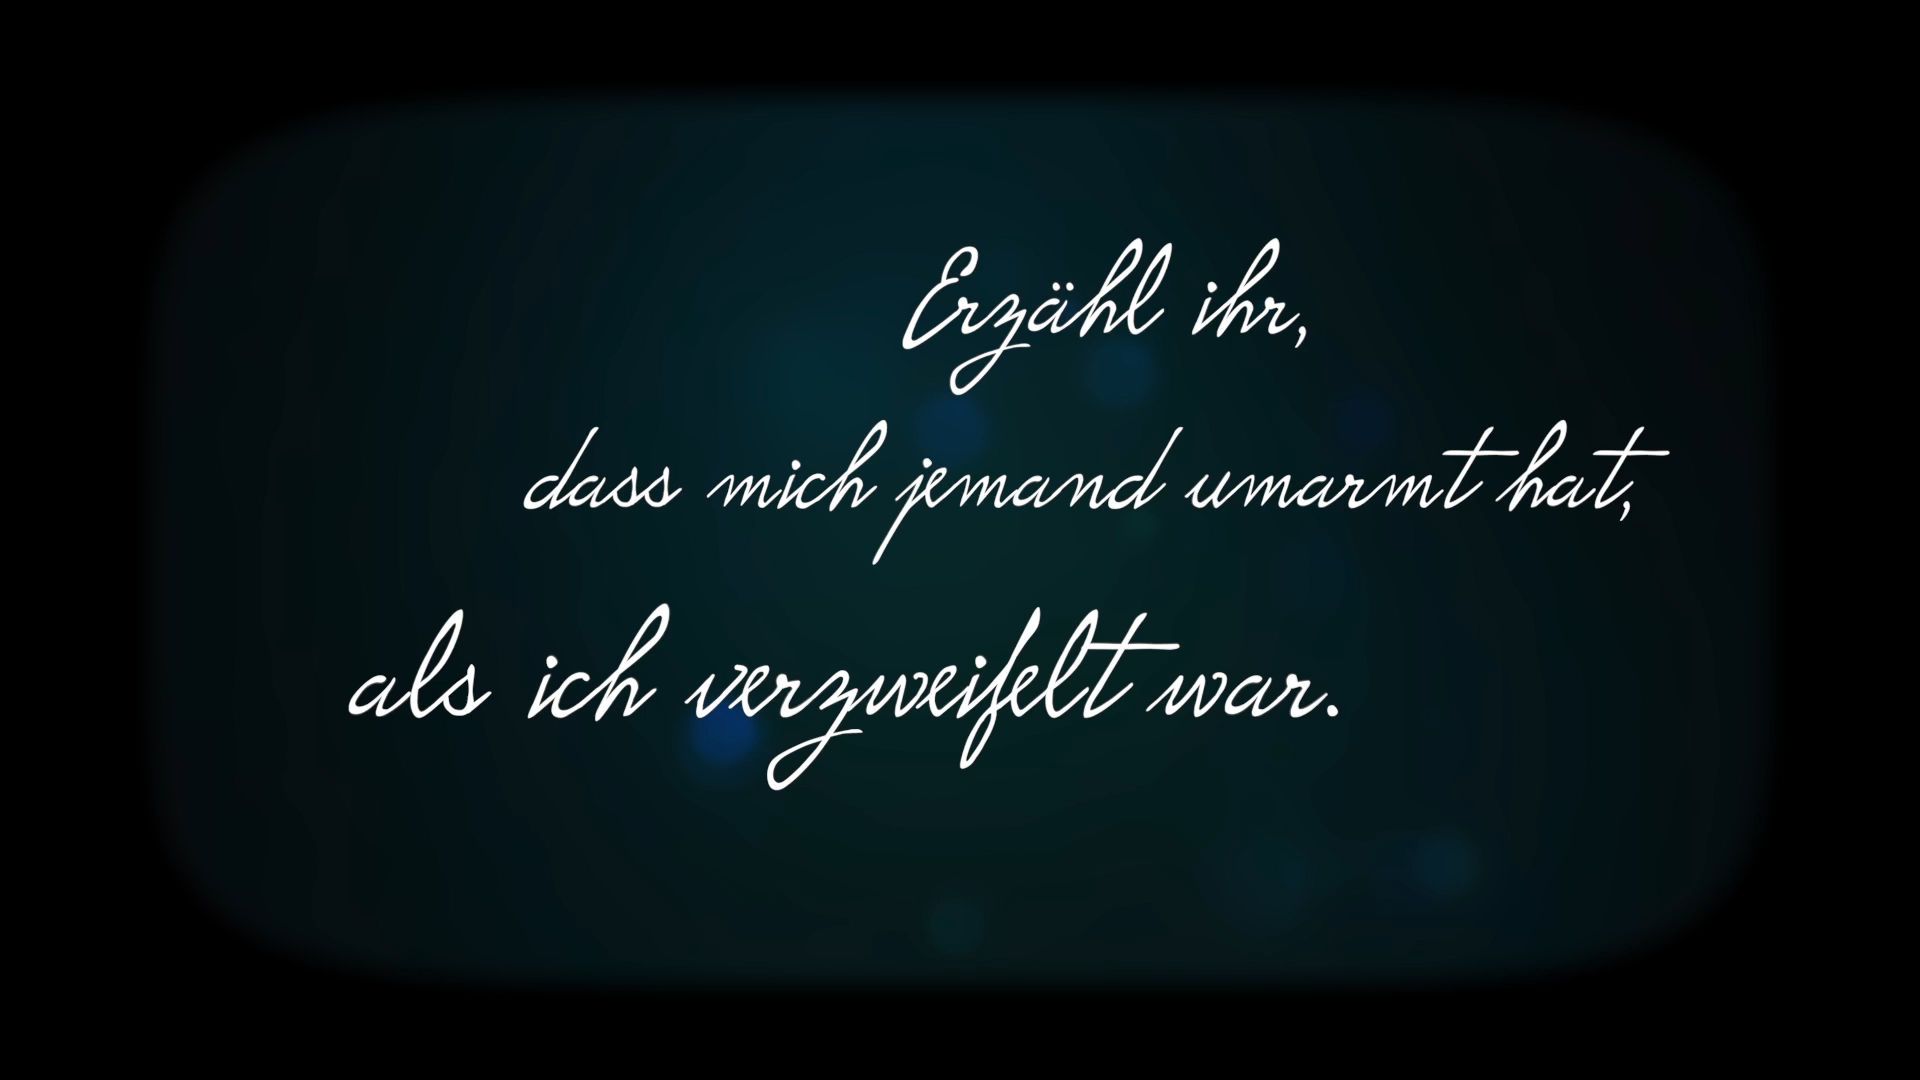 Erzähl ihr,
dass mich jemand umarmt hat,
als ich verzweifelt war.